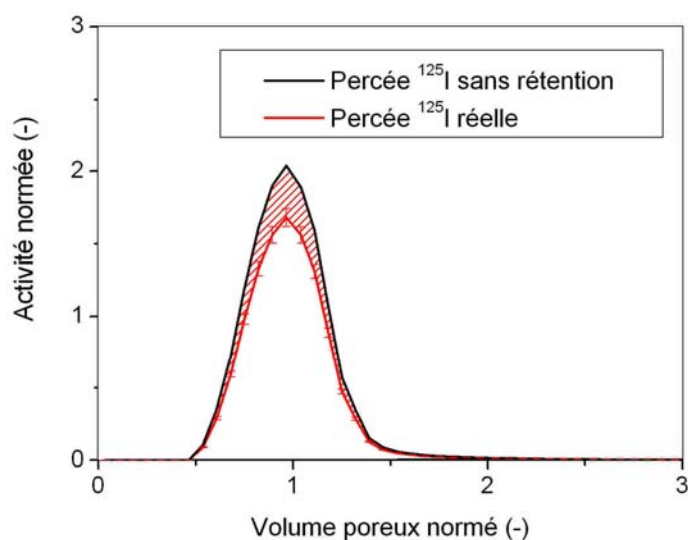 3
Percée ¹²⁵I sans rétention
Percée ¹²⁵I réelle
2
Activité normée (-)
1
0
0 1 2 3
Volume poreux normé (-)